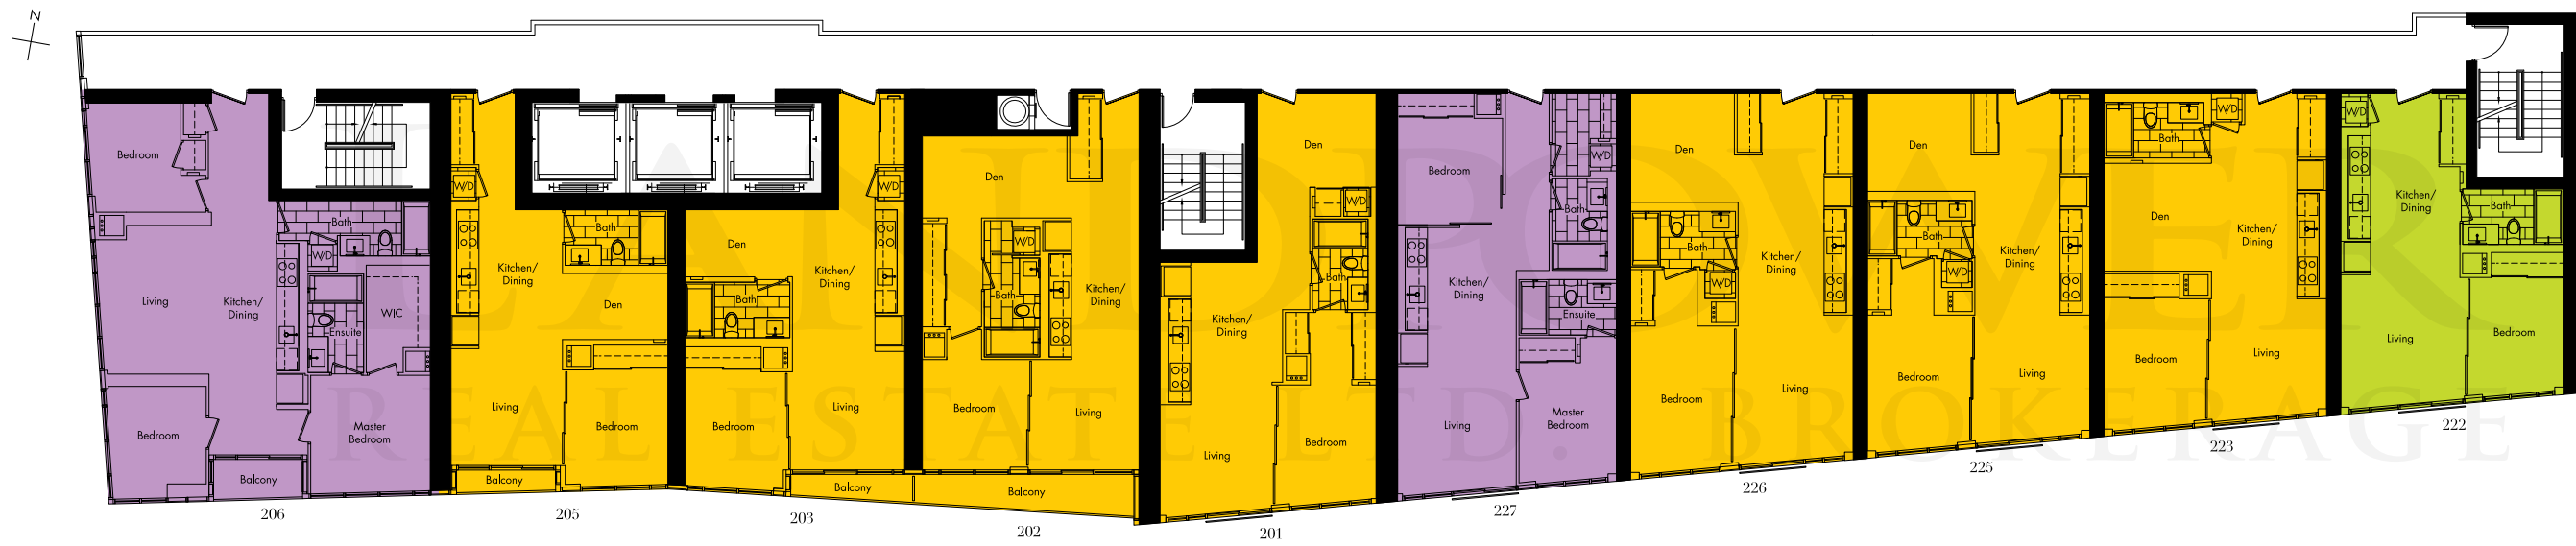 N
Bedroom
Living
Kitchen/
Dining
Bath
W/D
Ensuite
WIC
Bedroom
Master
Bedroom
Balcony
206
W/D
Kitchen/
Dining
Bath
Den
Living
Bedroom
Balcony
205
W/D
Den
Kitchen/
Dining
Bath
Bedroom
Living
Balcony
203
Den
W/D
Bath
Kitchen/
Dining
Bedroom
Living
Balcony
202
Den
W/D
Bath
Kitchen/
Dining
Living
Bedroom
201
Bedroom
W/D
Bath
Kitchen/
Dining
Ensuite
Living
Master
Bedroom
227
Den
Bath
W/D
Kitchen/
Dining
Bedroom
Living
226
Den
Bath
W/D
Kitchen/
Dining
Bedroom
Living
225
W/D
Bath
Den
Kitchen/
Dining
Bedroom
Living
223
W/D
Kitchen/
Dining
Bath
Living
Bedroom
222
LANDPOWER
REAL ESTATE LTD. BROKERAGE